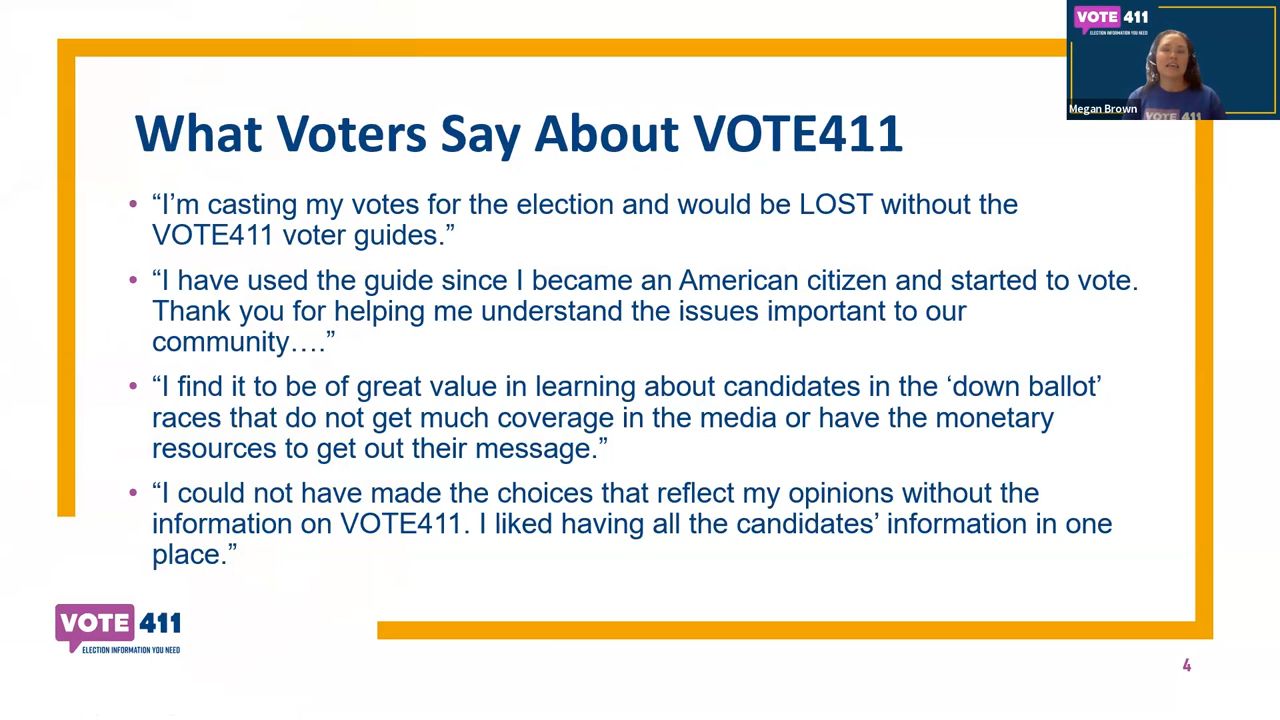 VOTE 411
ELECTION INFORMATION YOU NEED
VOTE 411
Megan Brown
What Voters Say About VOTE411
• “I’m casting my votes for the election and would be LOST without the
VOTE411 voter guides.”
• “I have used the guide since I became an American citizen and started to vote.
Thank you for helping me understand the issues important to our
community….”
• “I find it to be of great value in learning about candidates in the ‘down ballot’
races that do not get much coverage in the media or have the monetary
resources to get out their message.”
• “I could not have made the choices that reflect my opinions without the
information on VOTE411. I liked having all the candidates’ information in one
place.”
VOTE 411
ELECTION INFORMATION YOU NEED
4